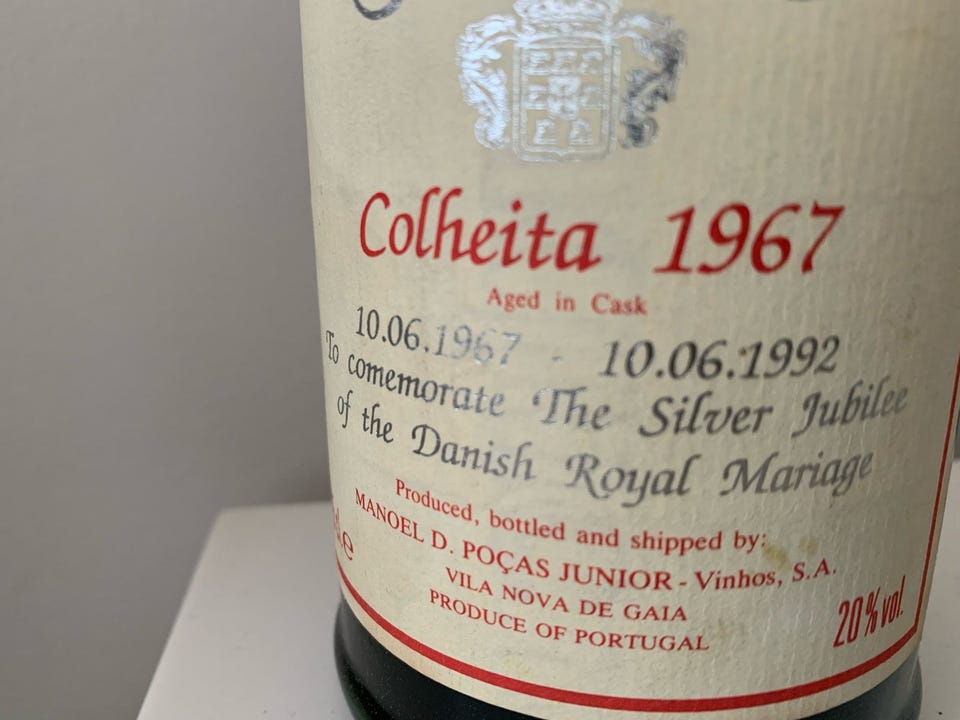 Colheita 1967
Aged in Cask
10.06.1967 - 10.06.1992
To comemorate The Silver Jubilee
of the Danish Royal Mariage
Produced, bottled and shipped by:
MANOEL D. POÇAS JUNIOR - Vinhos, S.A.
VILA NOVA DE GAIA
PRODUCE OF PORTUGAL
20% vol.